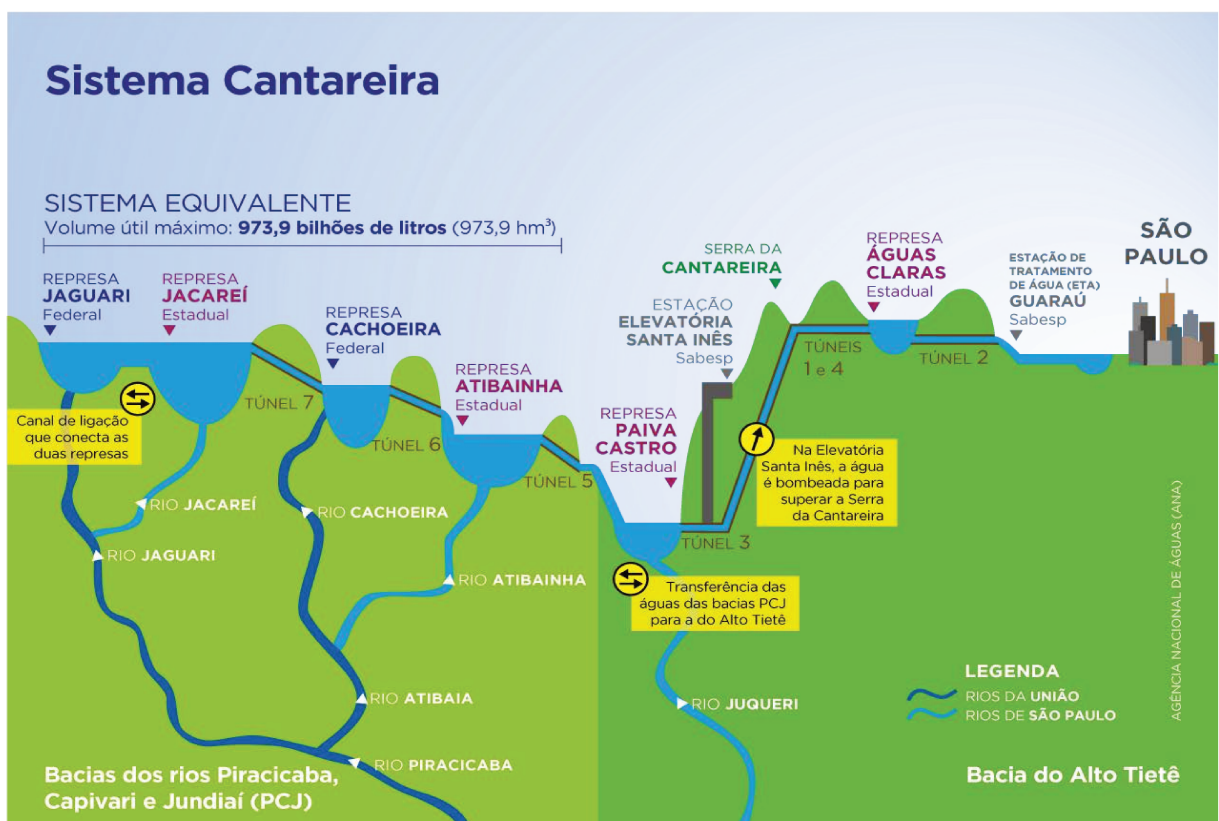 Sistema Cantareira
SISTEMA EQUIVALENTE
Volume útil máximo: 973,9 bilhões de litros (973,9 hm³)
REPRESA
JAGUARI
Federal
REPRESA
JACAREÍ
Estadual
REPRESA
CACHOEIRA
Federal
REPRESA
ATIBAINHA
Estadual
REPRESA
PAIVA
CASTRO
Estadual
ESTAÇÃO
ELEVATÓRIA
SANTA INÊS
Sabesp
SERRA DA
CANTAREIRA
REPRESA
ÁGUAS
CLARAS
Estadual
ESTAÇÃO DE
TRATAMENTO
DE ÁGUA (ETA)
GUARAÚ
Sabesp
SÃO
PAULO
TÚNEL 7
TÚNEL 6
TÚNEL 5
TÚNEL 3
TÚNEIS
1 e 4
TÚNEL 2
Canal de ligação
que conecta as
duas represas
Na Elevatória
Santa Inês, a água
é bombeada para
superar a Serra
da Cantareira
Transferência das
águas das bacias PCJ
para a do Alto Tietê
RIO JACAREÍ
RIO JAGUARI
RIO CACHOEIRA
RIO ATIBAINHA
RIO ATIBAIA
RIO PIRACICABA
RIO JUQUERI
LEGENDA
RIOS DA UNIÃO
RIOS DE SÃO PAULO
AGÊNCIA NACIONAL DE ÁGUAS (ANA)
Bacias dos rios Piracicaba,
Capivari e Jundiaí (PCJ)
Bacia do Alto Tietê